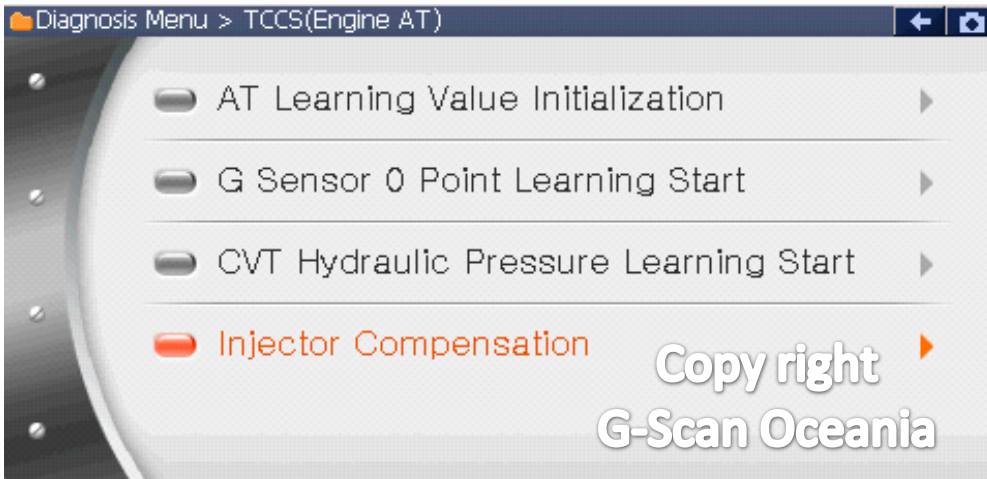 Diagnosis Menu > TCCS(Engine AT)
AT Learning Value Initialization
G Sensor 0 Point Learning Start
CVT Hydraulic Pressure Learning Start
Injector Compensation
Copy right
G-Scan Oceania